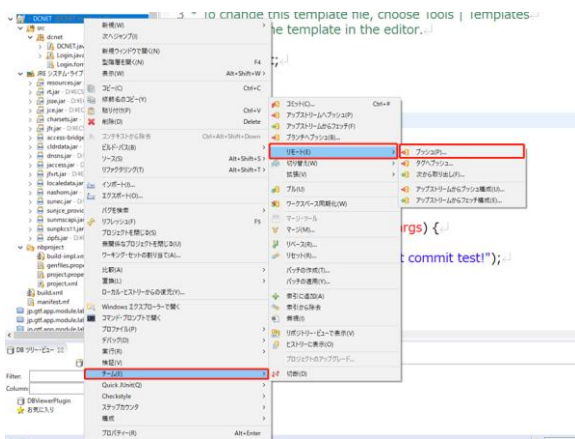 DCNET
3 * To change this template file, choose Tools | Templates
the template in the editor.
src
dcnet
DCNET.jav
Login.java
Login.form
JRE システム・ライブ
resources.jar
rt.jar
jsse.jar
jce.jar
charsets.jar
jfr.jar
access-bridge
cldrdata.jar
dnsns.jar
jaccess.jar
jfxrt.jar
localedata.jar
nashorn.jar
sunec.jar
sunjce_provid
sunmscapi.jar
sunpkcs11.jar
zipfs.jar
nbproject
build-impl.xm
genfiles.prope
project.prope
project.xml
build.xml
manifest.mf
jp.gtf.app.module.lab
jp.gtf.app.module.lab
jp.gtf.app.module.lab
DB ツリー・ビュー
Filter:
Column:
DBViewerPlugin
お気に入り
新規(W)
次へジャンプ(I)
新規ウィンドウで開く(N)
型階層を開く(N) F4
表示(W) Alt+Shift+W
コピー(C) Ctrl+C
修飾名のコピー(Y)
貼り付け(P) Ctrl+V
削除(D) Delete
コンテキストから除去 Ctrl+Alt+Shift+Down
ビルド・パス(B)
ソース(S) Alt+Shift+S
リファクタリング(T) Alt+Shift+T
インポート(I)...
エクスポート(O)...
バグを検索
リフレッシュ(F) F5
プロジェクトを閉じる(S)
無関係なプロジェクトを閉じる(U)
ワーキング・セットの割り当て(A)...
比較(A)
置換(L)
ローカル・ヒストリーからの復元(Y)...
Windows エクスプローラーで開く
コマンド・プロンプトで開く
プロファイル(P)
デバッグ(D)
実行(R)
検証(V)
チーム(E)
Quick JUnit(Q)
Checkstyle
ステップカウンタ
構成
プロパティー(R) Alt+Enter
コミット(C)... Ctrl+#
アップストリームへプッシュ(P)
アップストリームからフェッチ(F)
ブランチへプッシュ(B)...
リモート(E)
切り替え(W)
拡張(V)
プル(U)
ワークスペース同期化(W)
マージ・ツール
マージ(M)...
リベース(R)...
リセット(R)...
パッチの作成(T)...
パッチの適用(Y)...
索引に追加(A)
索引から除去
無視(I)
リポジトリー・ビューで表示(V)
ヒストリーに表示(O)
プロジェクトのアップグレード...
切断(D)
プッシュ(P)...
タグへプッシュ...
次から取り出し(F)...
アップストリームからプッシュ構成(U)...
アップストリームからフェッチ構成(E)...
rgs) {
t commit test!");